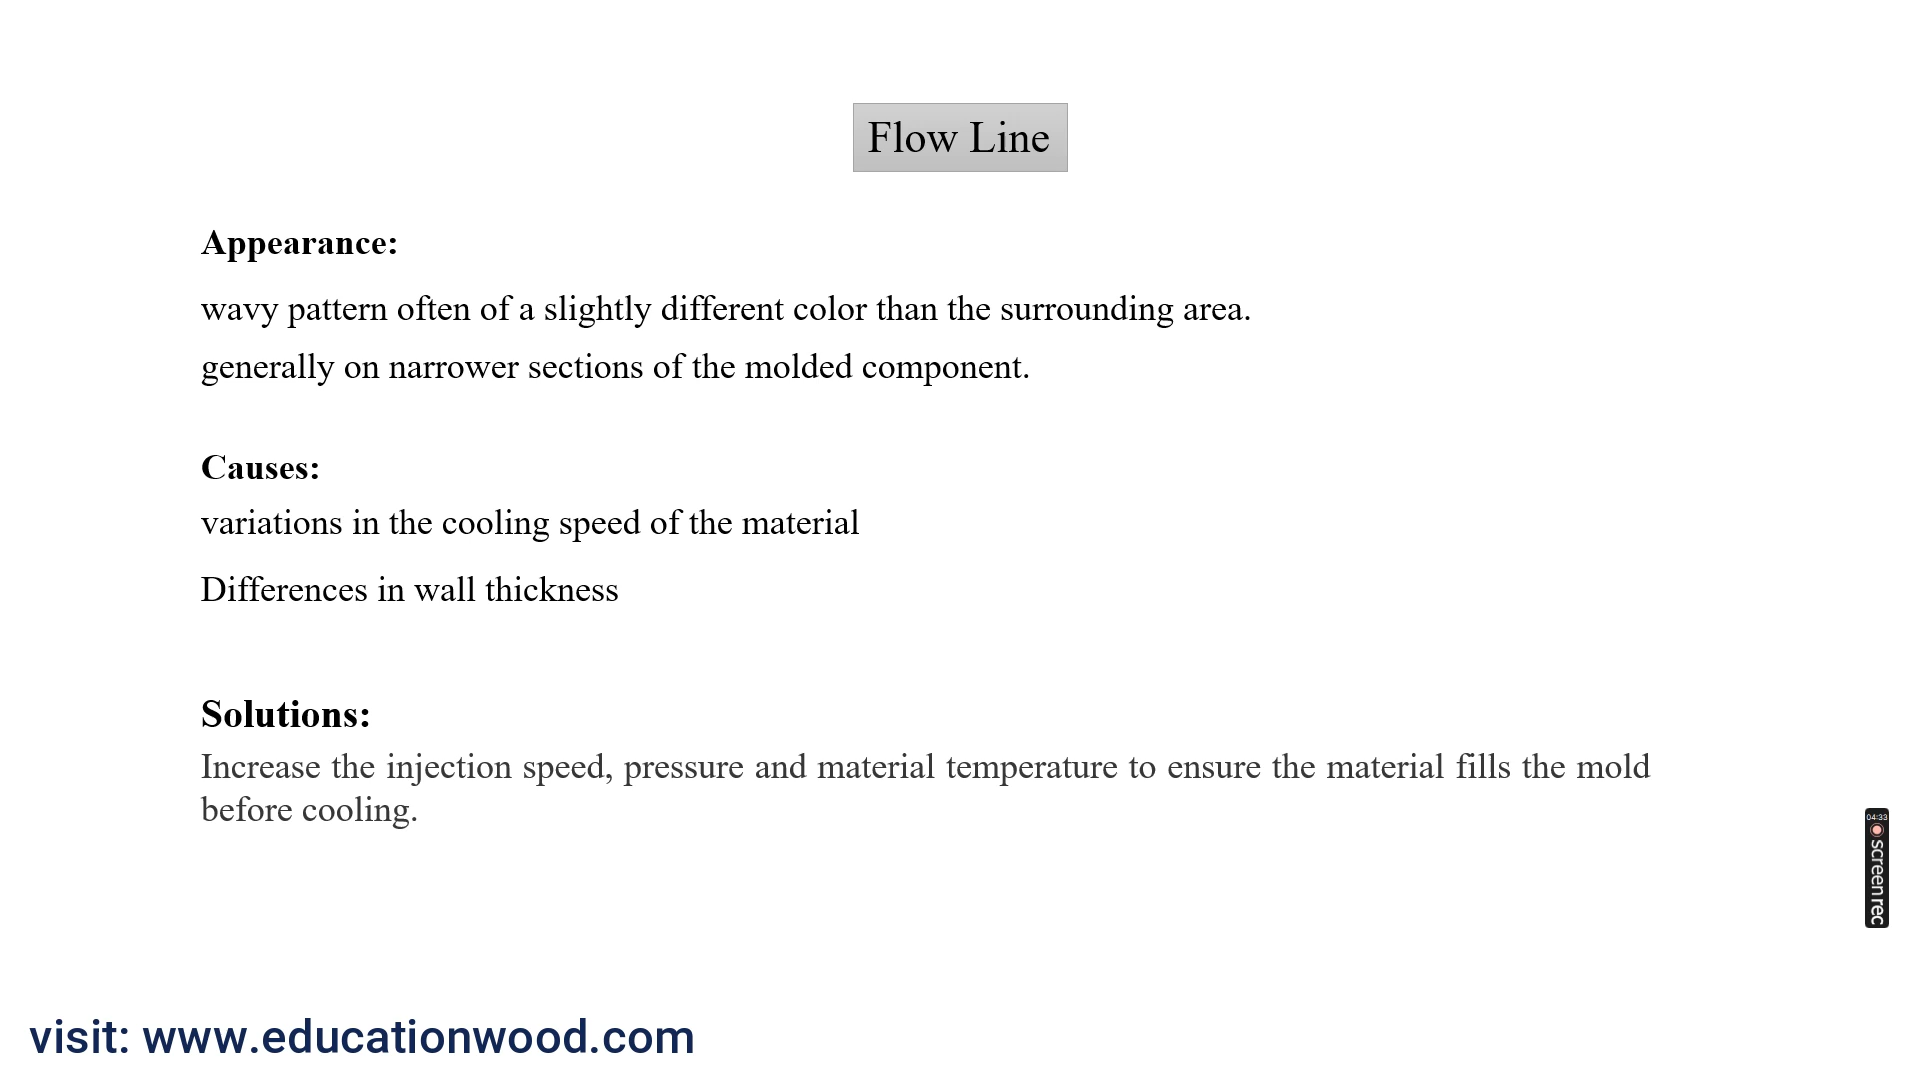 Flow Line
Appearance:
wavy pattern often of a slightly different color than the surrounding area.
generally on narrower sections of the molded component.
Causes:
variations in the cooling speed of the material
Differences in wall thickness
Solutions:
Increase the injection speed, pressure and material temperature to ensure the material fills the mold
before cooling.
04:33
screenrec
visit: www.educationwood.com